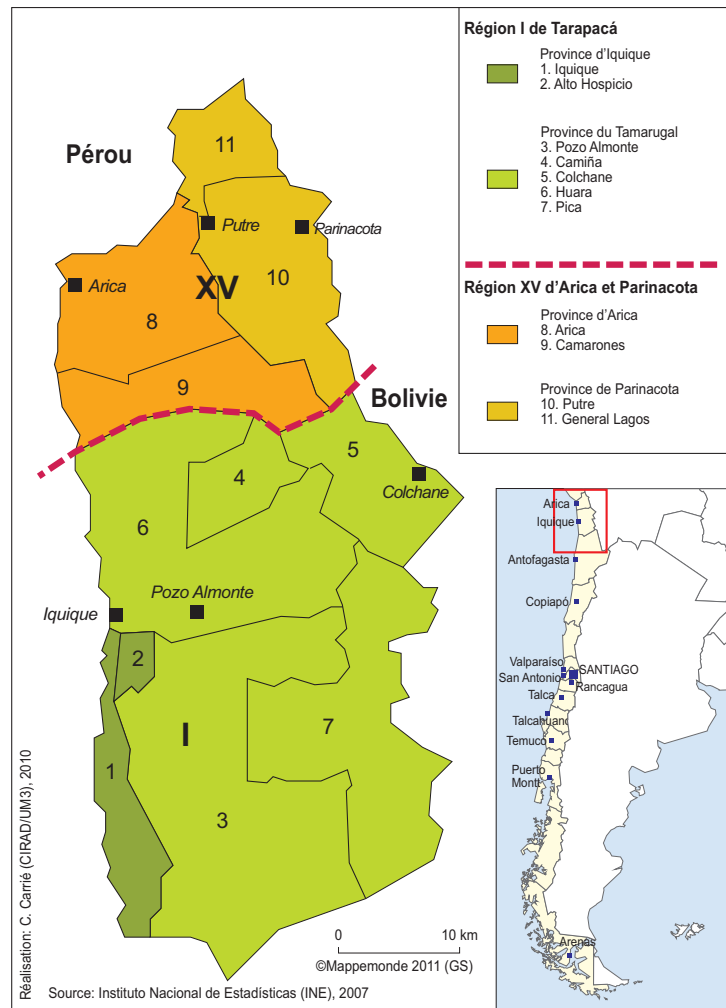 Pérou
11
Putre
Parinacota
Arica
XV
10
8
9
Bolivie
5
4
Colchane
6
Pozo Almonte
Iquique
2
I
7
1
3
0
10 km
©Mappemonde 2011 (GS)
Source: Instituto Nacional de Estadísticas (INE), 2007
Réalisation: C. Carrié (CIRAD/UM3), 2010
Région I de Tarapacá
Province d'Iquique
1. Iquique
2. Alto Hospicio
Province du Tamarugal
3. Pozo Almonte
4. Camiña
5. Colchane
6. Huara
7. Pica
Région XV d'Arica et Parinacota
Province d'Arica
8. Arica
9. Camarones
Province de Parinacota
10. Putre
11. General Lagos
Arica
Iquique
Antofagasta
Copiapó
Valparaíso
SANTIAGO
San Antonio
Rancagua
Talca
Talcahuano
Temuco
Puerto
Montt
Arenas